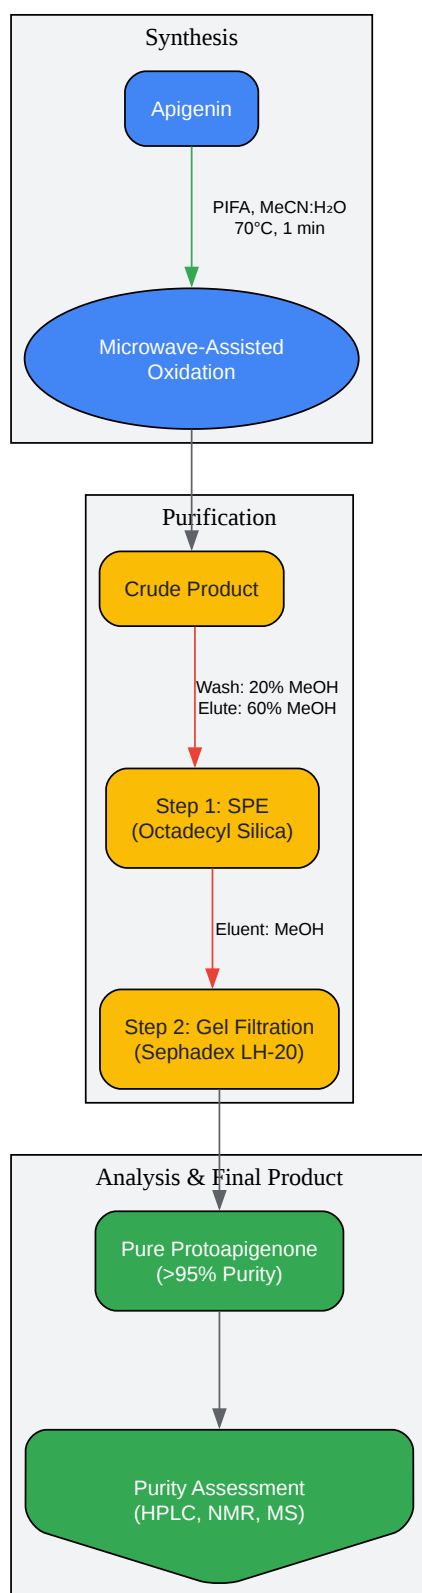 Synthesis
Apigenin
PIFA, MeCN:H₂O
70°C, 1 min
Microwave-Assisted
Oxidation
Purification
Crude Product
Wash: 20% MeOH
Elute: 60% MeOH
Step 1: SPE
(Octadecyl Silica)
Eluent: MeOH
Step 2: Gel Filtration
(Sephadex LH-20)
Analysis & Final Product
Pure Protoapigenone
(>95% Purity)
Purity Assessment
(HPLC, NMR, MS)